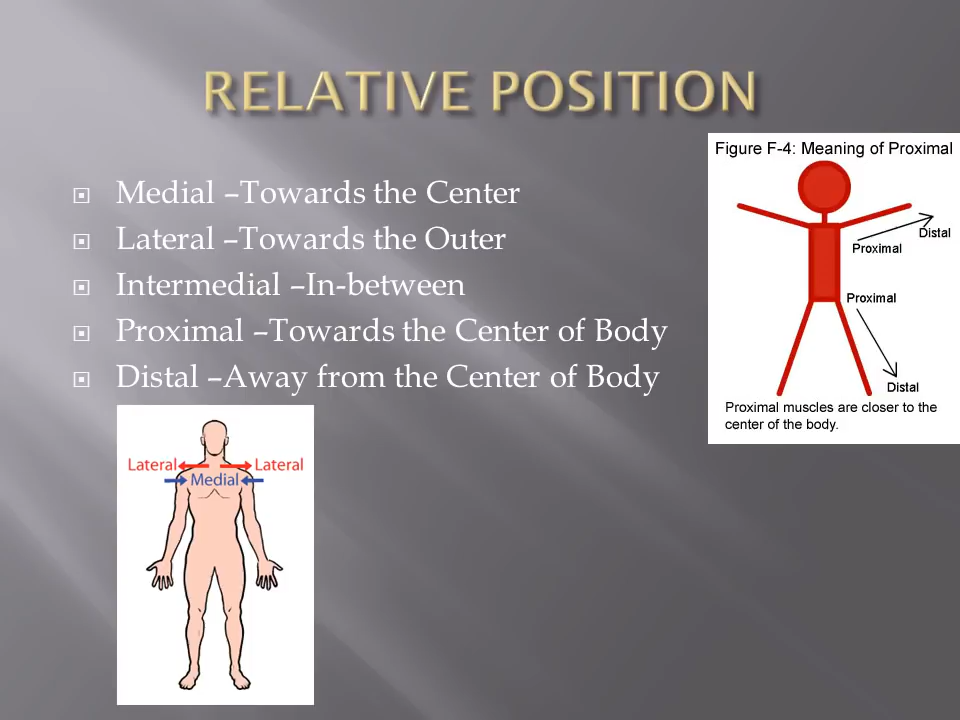 RELATIVE POSITION
Medial –Towards the Center
Lateral –Towards the Outer
Intermedial –In-between
Proximal –Towards the Center of Body
Distal –Away from the Center of Body
Figure F-4: Meaning of Proximal
Distal
Proximal
Proximal
Distal
Proximal muscles are closer to the
center of the body.
Lateral Lateral
Medial